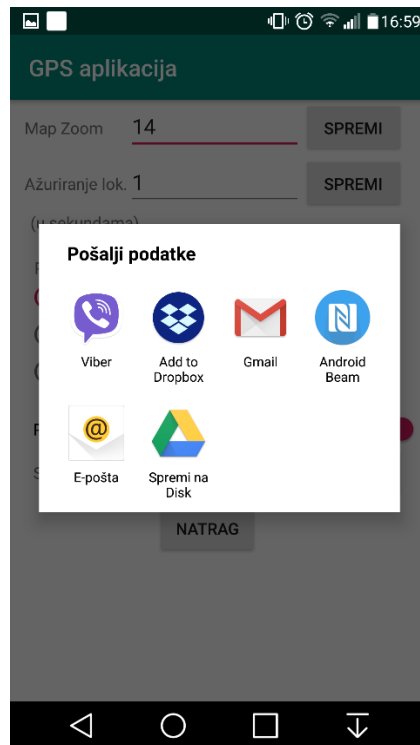 16:59
GPS aplikacija
Map Zoom 14 SPREMI
Ažuriranje lok. 1 SPREMI
(u sekundama)
Pošalji podatke
Viber
Add to
Dropbox
Gmail
Android
Beam
E-pošta
Spremi na
Disk
NATRAG